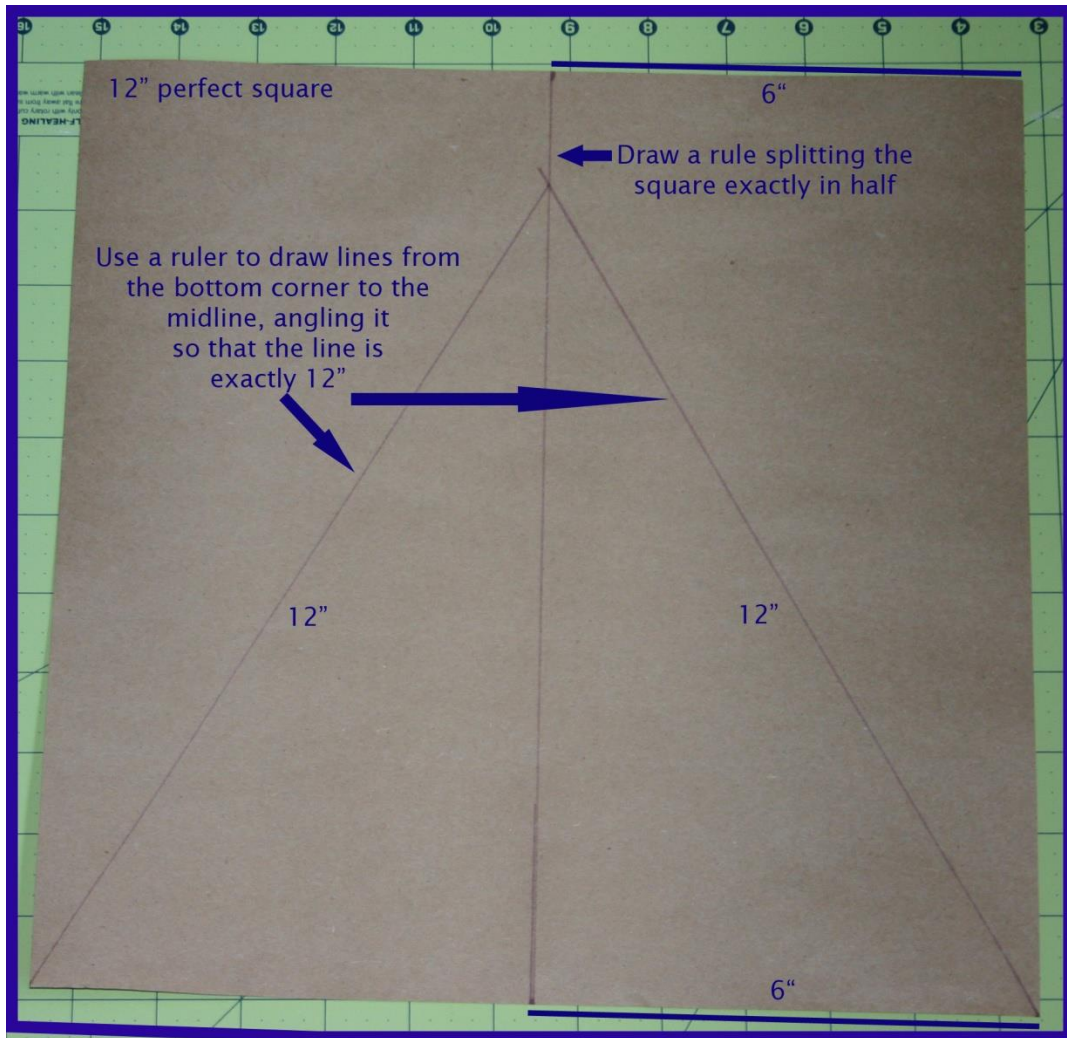 16 15 14 13 12 11 10 9 8 7 6 5 4 3
12” perfect square
6“
Draw a rule splitting the
square exactly in half
Use a ruler to draw lines from
the bottom corner to the
midline, angling it
so that the line is
exactly 12”
12”
12”
6“